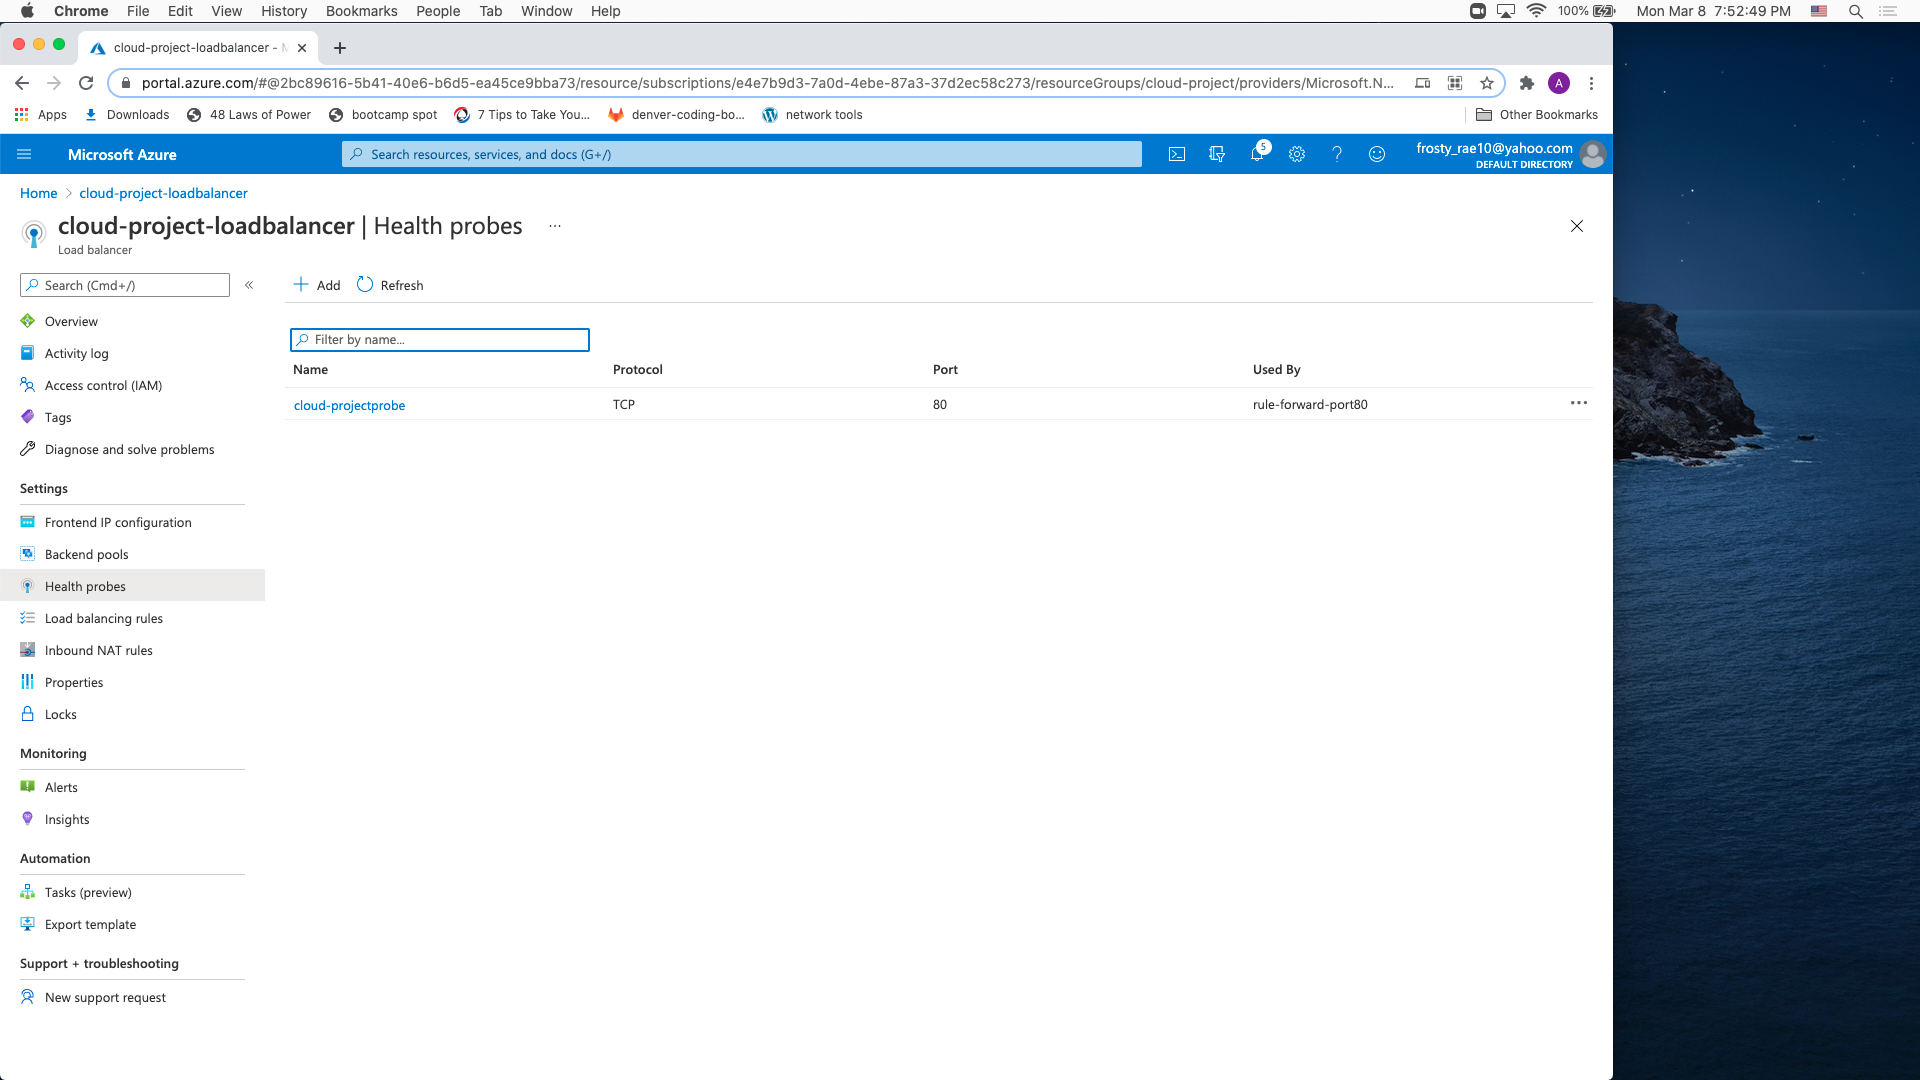 Chrome File Edit View History Bookmarks People Tab Window Help 100% Mon Mar 8 7:52:49 PM
cloud-project-loadbalancer -
portal.azure.com/#@2bc89616-5b41-40e6-b6d5-ea45ce9bba73/resource/subscriptions/e4e7b9d3-7a0d-4ebe-87a3-37d2ec58c273/resourceGroups/cloud-project/providers/Microsoft.N... A
Apps Downloads 48 Laws of Power bootcamp spot 7 Tips to Take You... denver-coding-bo... network tools Other Bookmarks
Microsoft Azure Search resources, services, and docs (G+/) 5 frosty_rae10@yahoo.com
DEFAULT DIRECTORY
Home > cloud-project-loadbalancer
cloud-project-loadbalancer | Health probes ...
Load balancer
Search (Cmd+/) « + Add Refresh
Overview
Activity log
Access control (IAM)
Tags
Diagnose and solve problems
Settings
Frontend IP configuration
Backend pools
Health probes
Load balancing rules
Inbound NAT rules
Properties
Locks
Monitoring
Alerts
Insights
Automation
Tasks (preview)
Export template
Support + troubleshooting
New support request
Filter by name...
Name Protocol Port Used By
cloud-projectprobe TCP 80 rule-forward-port80 ...